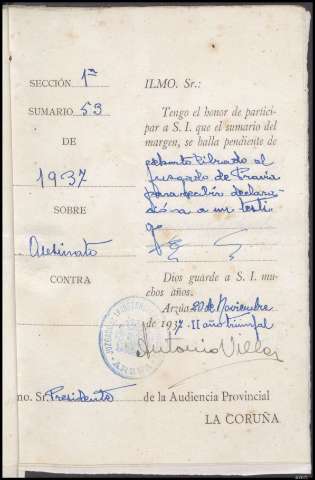 SECCIÓN 1ª
SUMARIO 53
DE
1937
SOBRE
Asesinato
CONTRA
ILMO. Sr.:
Tengo el honor de partici-
par a S. I. que el sumario del
margen, se halla pendiente de
exhorto librado al
juzgado de Pravia
para recibir declara-
ción a un testi
go
Dios guarde a S. I. mu-
chos años.
Arzúa 20 de Noviembre
de 1937 - II año triunfal
Antonio Villar
mo. Sr. Presidente de la Audiencia Provincial
LA CORUÑA